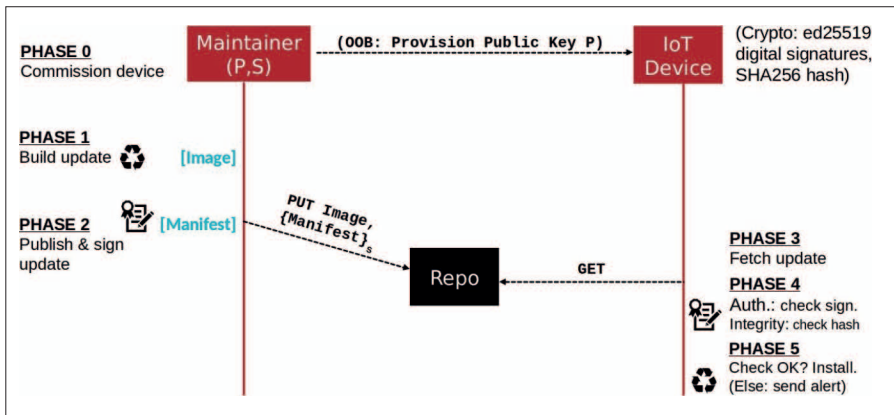 PHASE 0
Commission device
Maintainer
(P,S)
(OOB: Provision Public Key P)
IoT
Device
(Crypto: ed25519
digital signatures,
SHA256 hash)
PHASE 1
Build update
[Image]
PHASE 2
Publish & sign
update
[Manifest]
PUT Image,
{Manifest}s
Repo
GET
PHASE 3
Fetch update
PHASE 4
Auth.: check sign.
Integrity: check hash
PHASE 5
Check OK? Install.
(Else: send alert)